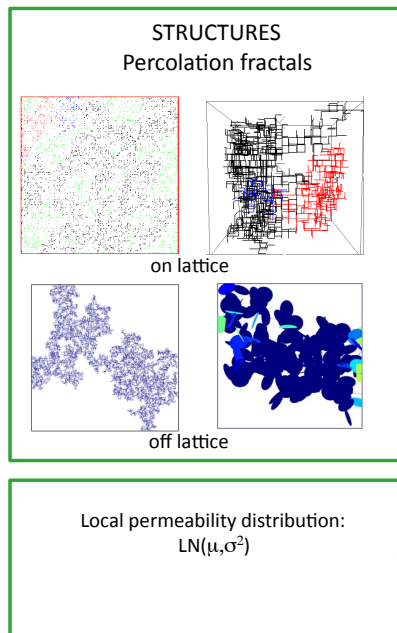 STRUCTURES
Percolation fractals
on lattice
off lattice
Local permeability distribution:
LN(μ,σ²)